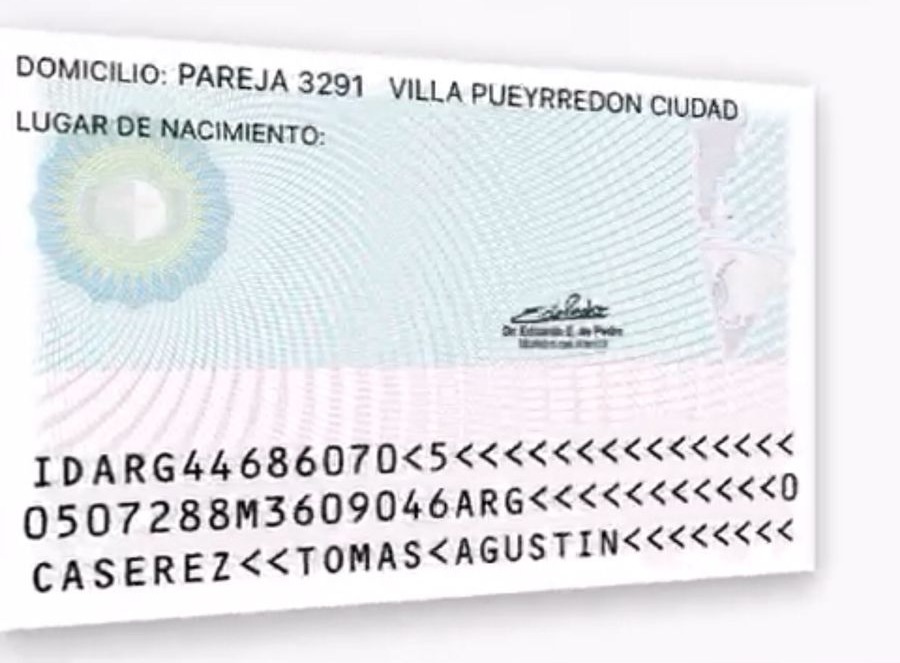 DOMICILIO: PAREJA 3291 VILLA PUEYRREDON CIUDAD
LUGAR DE NACIMIENTO:
Dr. Eduardo E. de Pedro
IDARG44686070<5<<<<<<<<<<<<<<<
0507288M3609046ARG<<<<<<<<<<<0
CASEREZ<<TOMAS<AGUSTIN<<<<<<<<